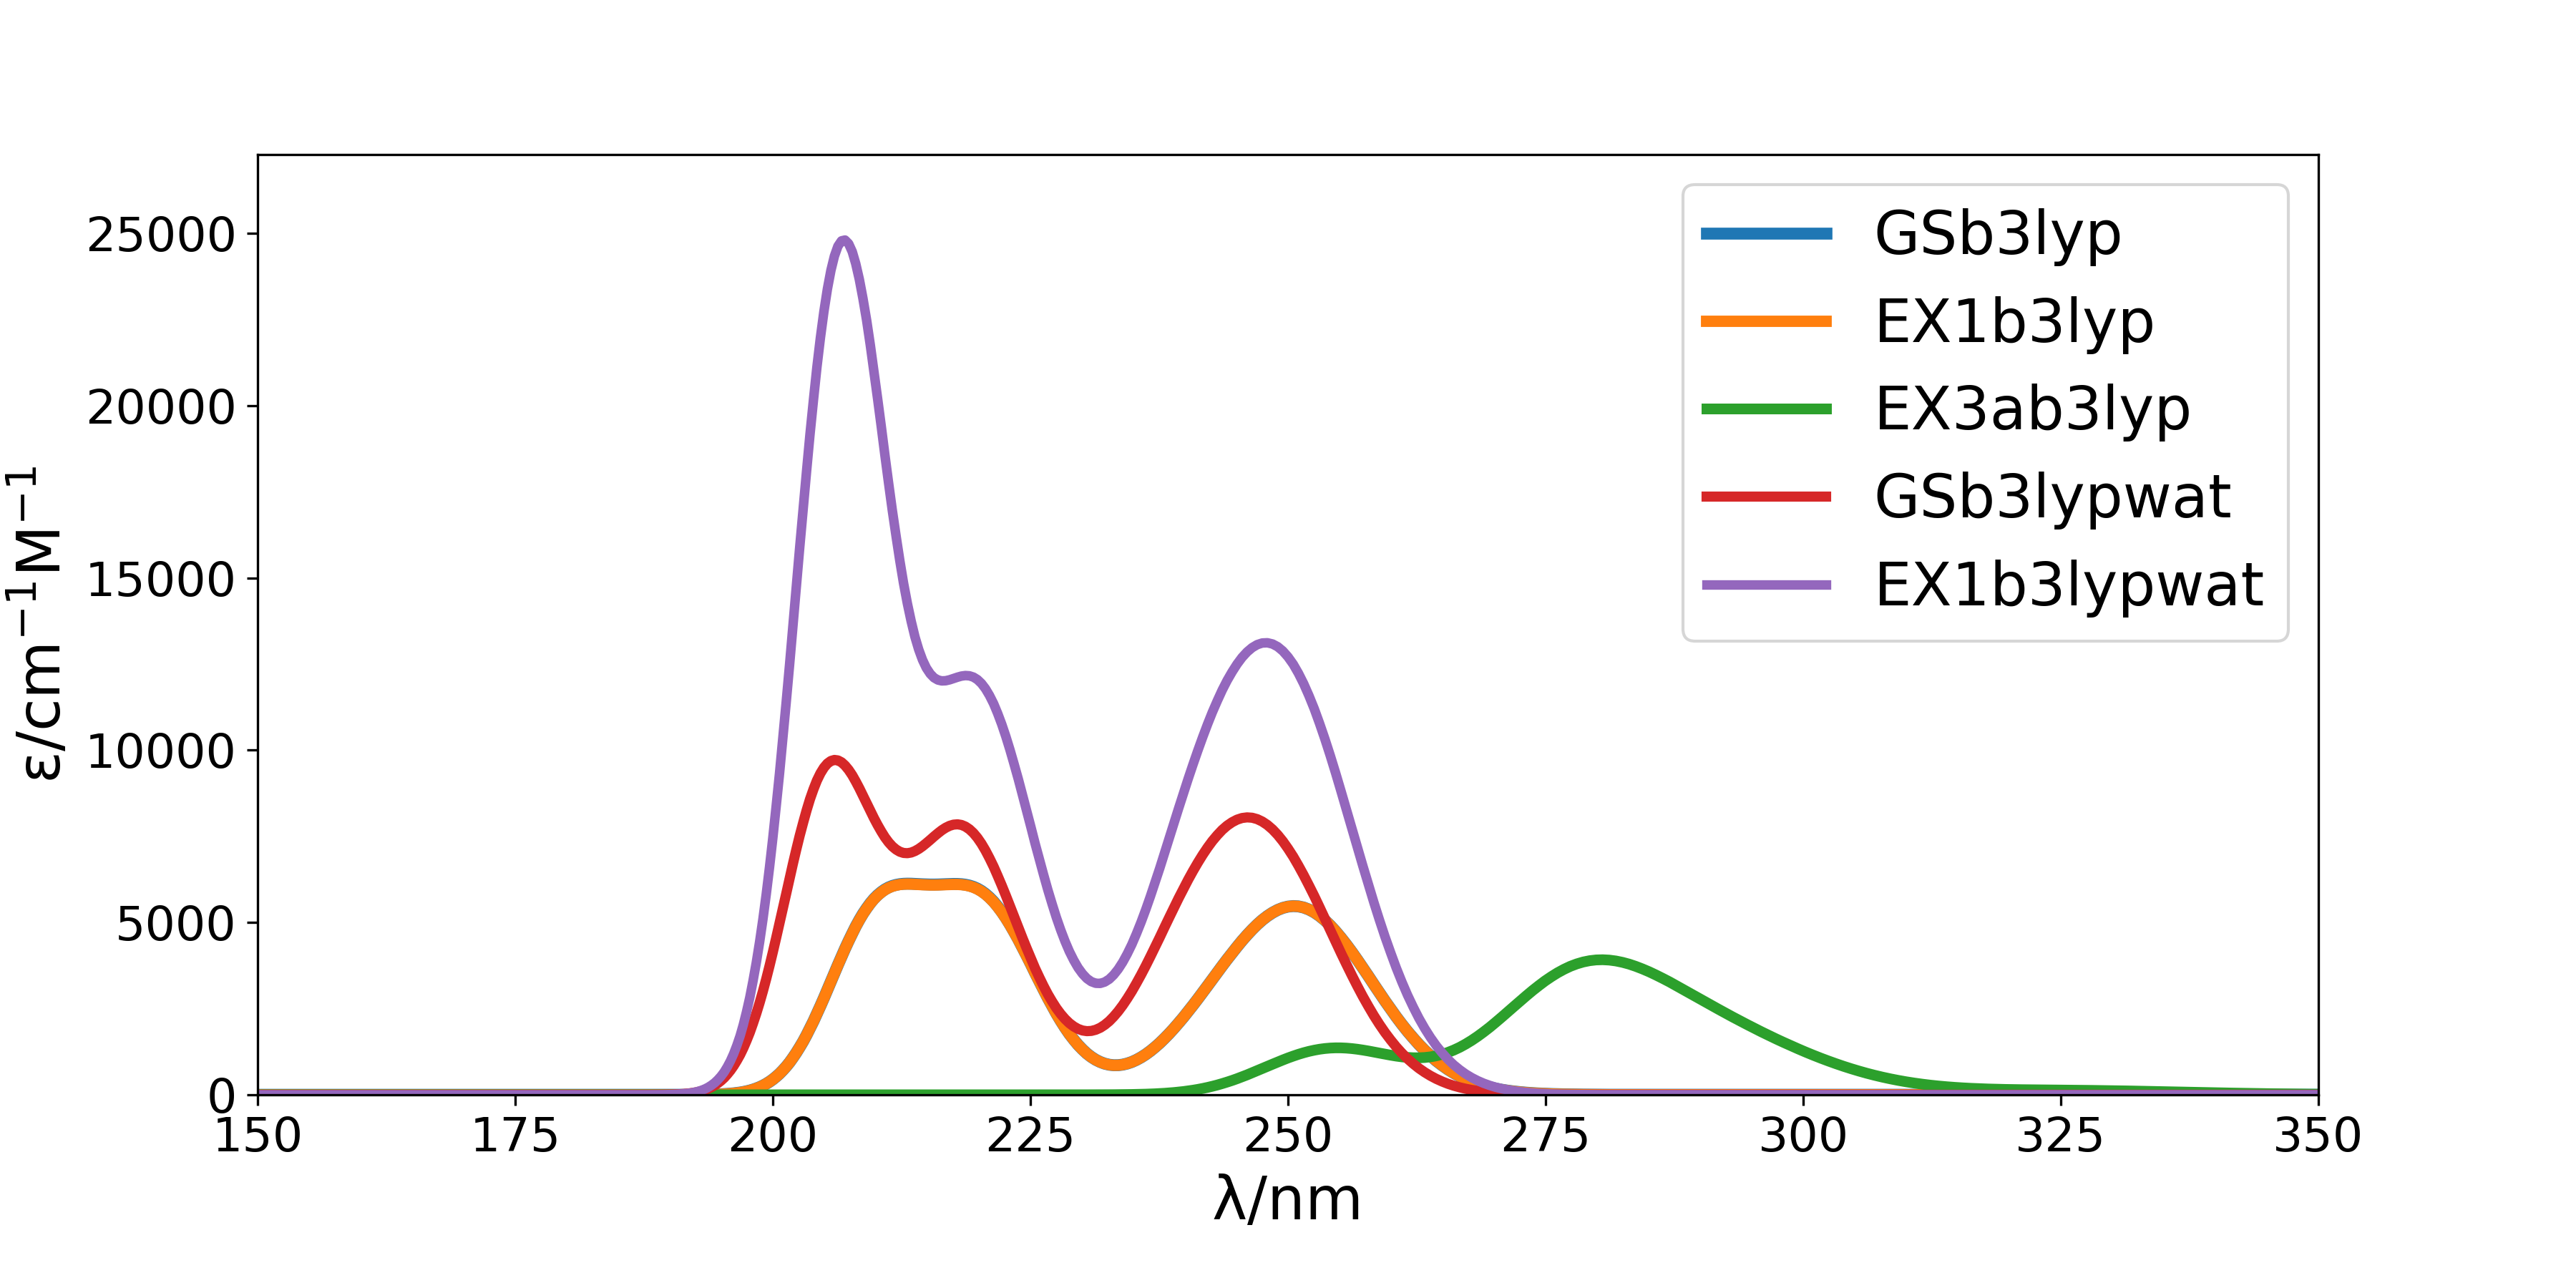 GSb3lyp
EX1b3lyp
EX3ab3lyp
GSb3lypwat
EX1b3lypwat
25000
20000
15000
10000
5000
0
ε/cm⁻¹M⁻¹
150 175 200 225 250 275 300 325 350
λ/nm